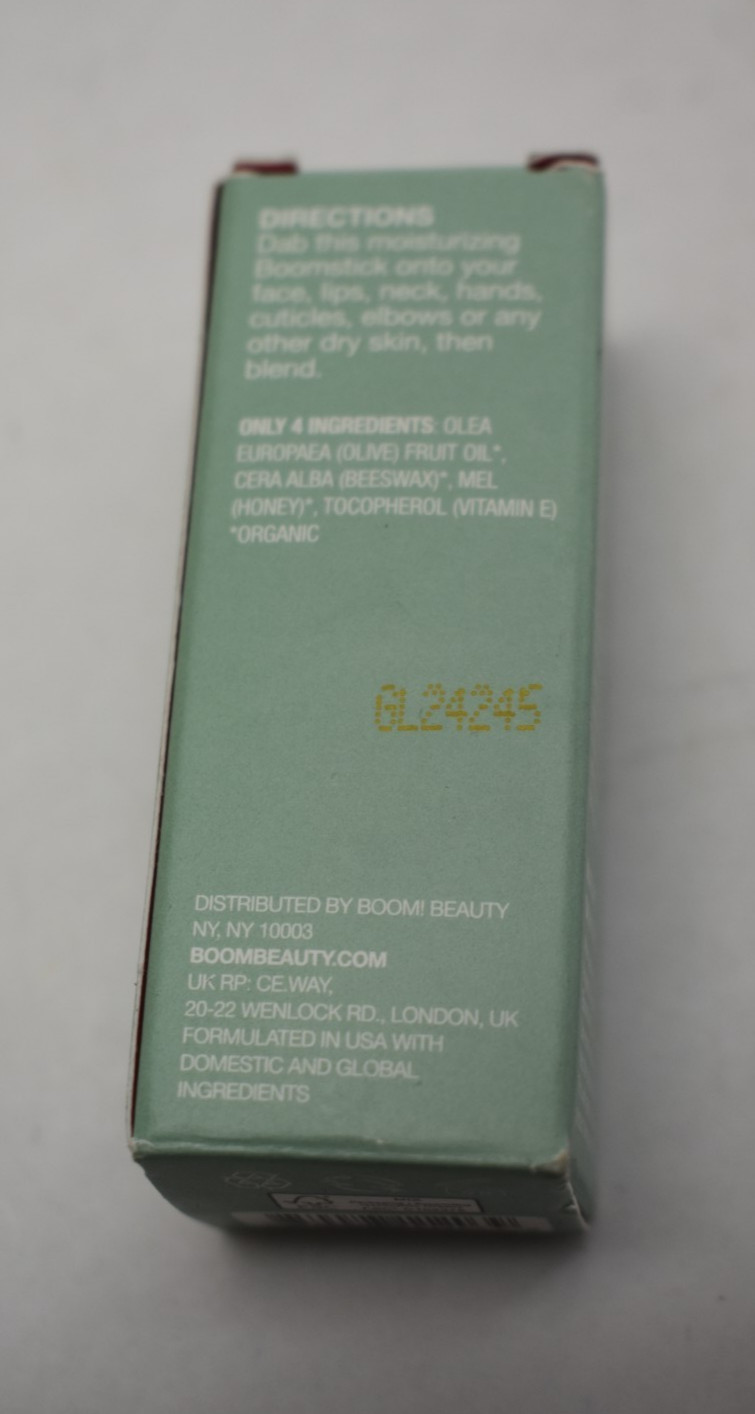 DIRECTIONS
Dab this moisturizing
Boomstick onto your
face, lips, neck, hands,
cuticles, elbows or any
other dry skin, then
blend.
ONLY 4 INGREDIENTS: OLEA
EUROPAEA (OLIVE) FRUIT OIL*,
CERA ALBA (BEESWAX)*, MEL
(HONEY)*, TOCOPHEROL (VITAMIN E)
*ORGANIC
GL24245
DISTRIBUTED BY BOOM! BEAUTY
NY, NY 10003
BOOMBEAUTY.COM
UK RP: CE.WAY,
20-22 WENLOCK RD., LONDON, UK
FORMULATED IN USA WITH
DOMESTIC AND GLOBAL
INGREDIENTS